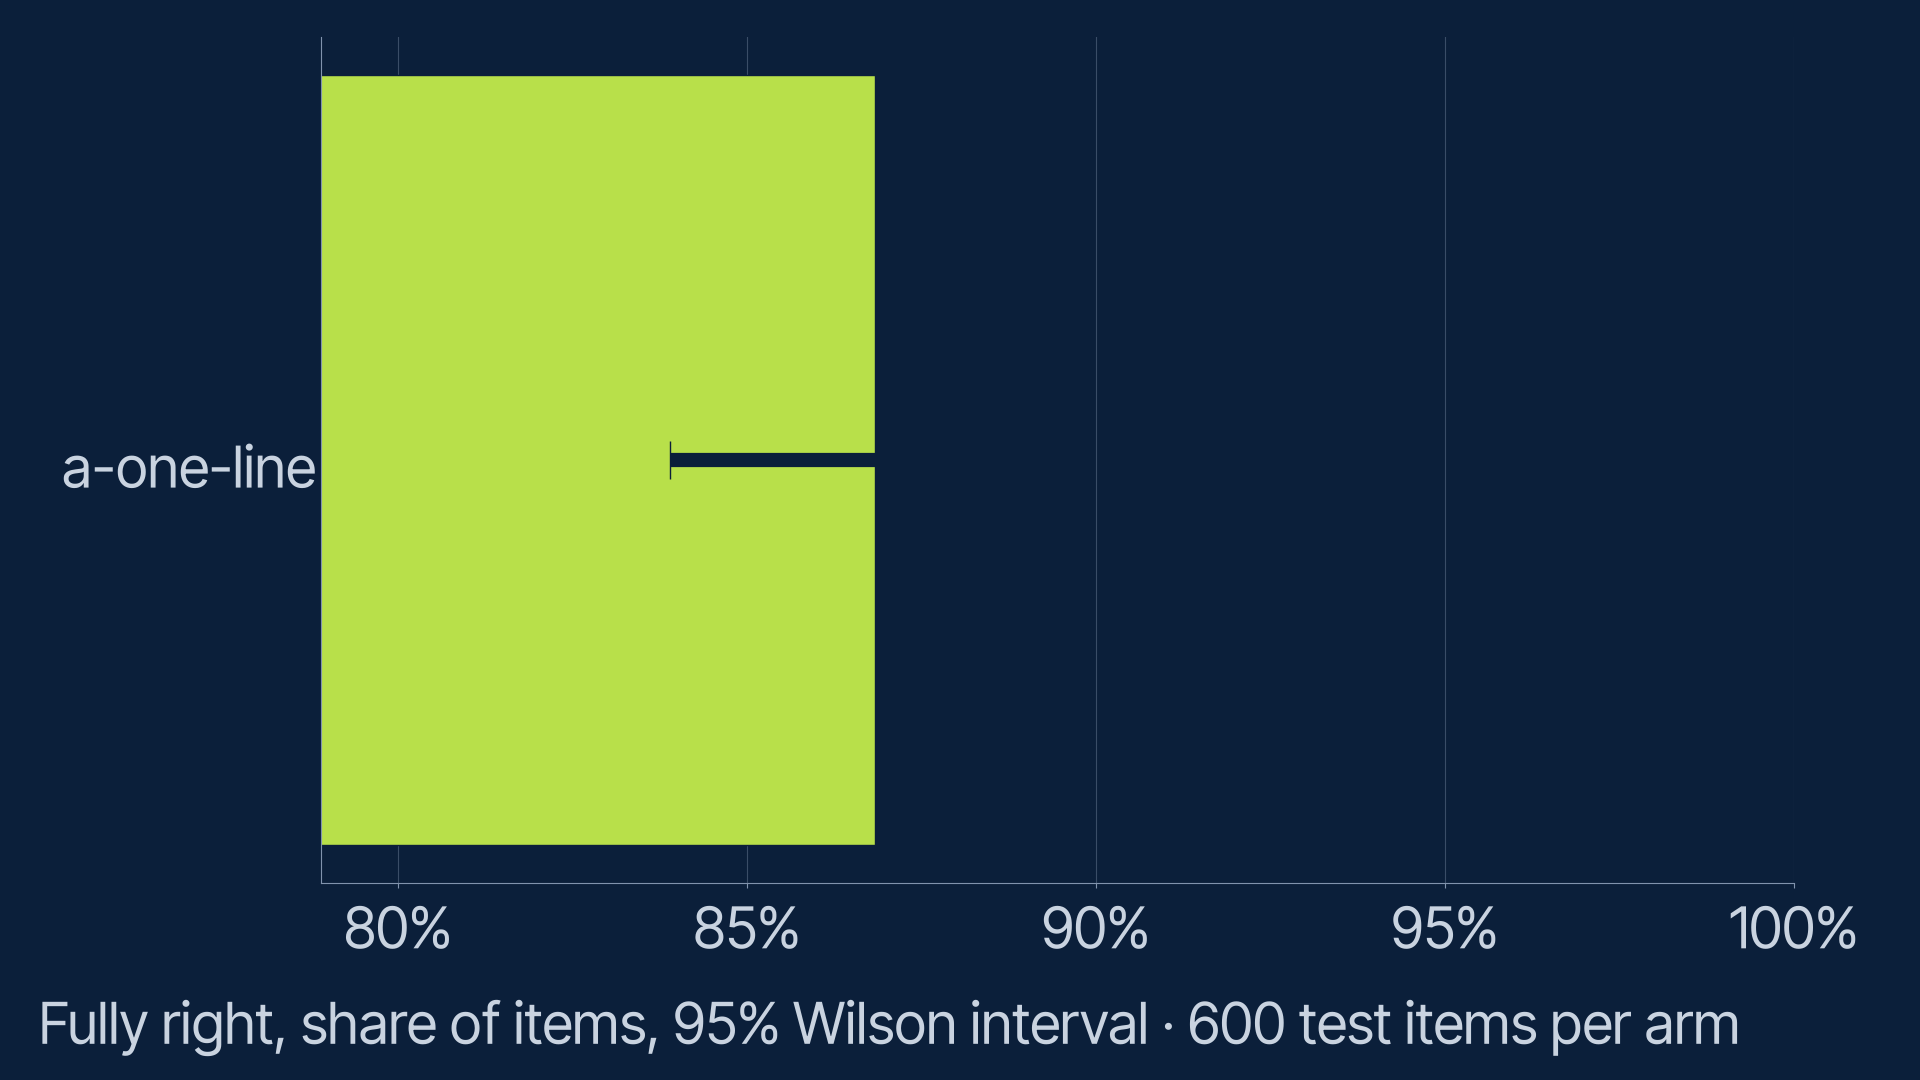 a-one-line
80% 85% 90% 95% 100%
Fully right, share of items, 95% Wilson interval · 600 test items per arm